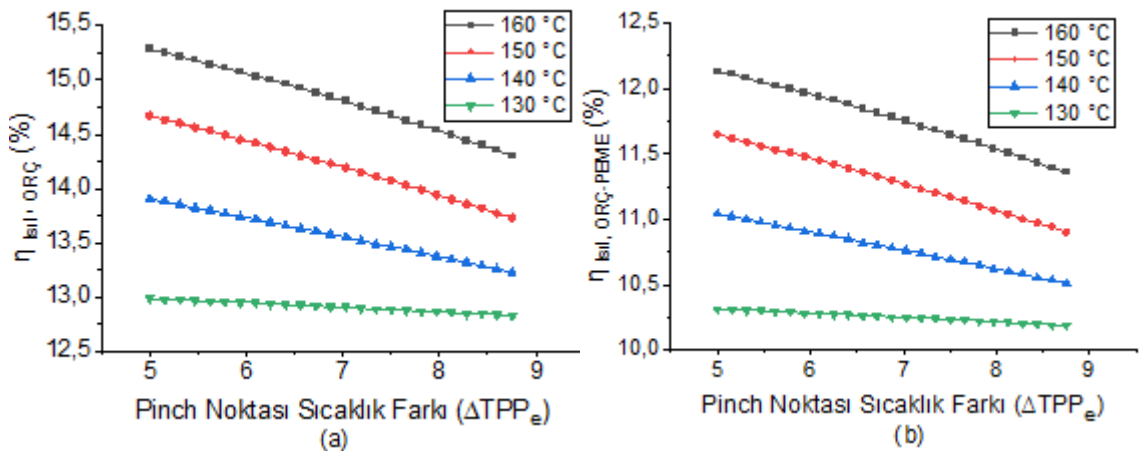 15,5
15,0
14,5
14,0
13,5
13,0
12,5
η Isıl, ORÇ (%)
160 °C
150 °C
140 °C
130 °C
5 6 7 8 9
Pinch Noktası Sıcaklık Farkı (ΔTPPe)
(a)
12,5
12,0
11,5
11,0
10,5
10,0
η Isıl, ORÇ-PEME (%)
160 °C
150 °C
140 °C
130 °C
5 6 7 8 9
Pinch Noktası Sıcaklık Farkı (ΔTPPe)
(b)